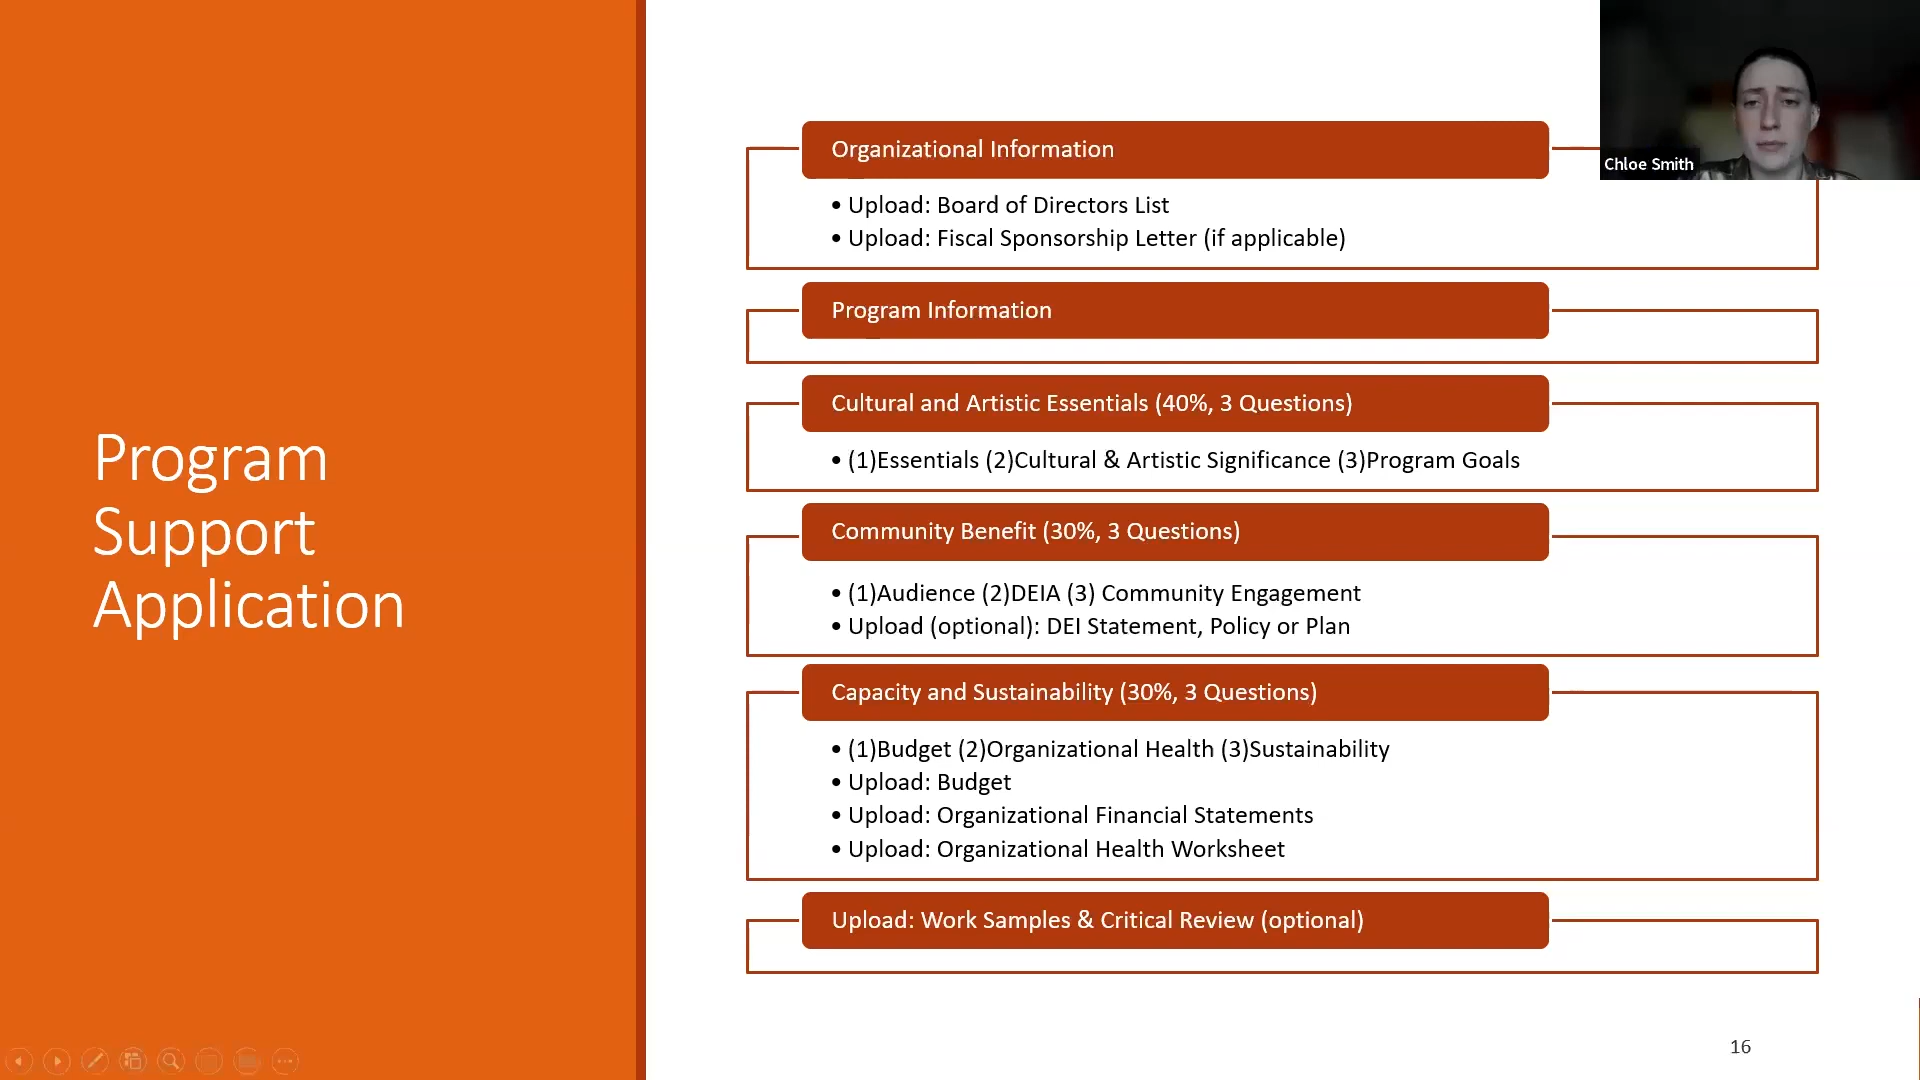 Program
Support
Application
Organizational Information
• Upload: Board of Directors List
• Upload: Fiscal Sponsorship Letter (if applicable)
Program Information
Cultural and Artistic Essentials (40%, 3 Questions)
• (1)Essentials (2)Cultural & Artistic Significance (3)Program Goals
Community Benefit (30%, 3 Questions)
• (1)Audience (2)DEIA (3) Community Engagement
• Upload (optional): DEI Statement, Policy or Plan
Capacity and Sustainability (30%, 3 Questions)
• (1)Budget (2)Organizational Health (3)Sustainability
• Upload: Budget
• Upload: Organizational Financial Statements
• Upload: Organizational Health Worksheet
Upload: Work Samples & Critical Review (optional)
Chloe Smith
16